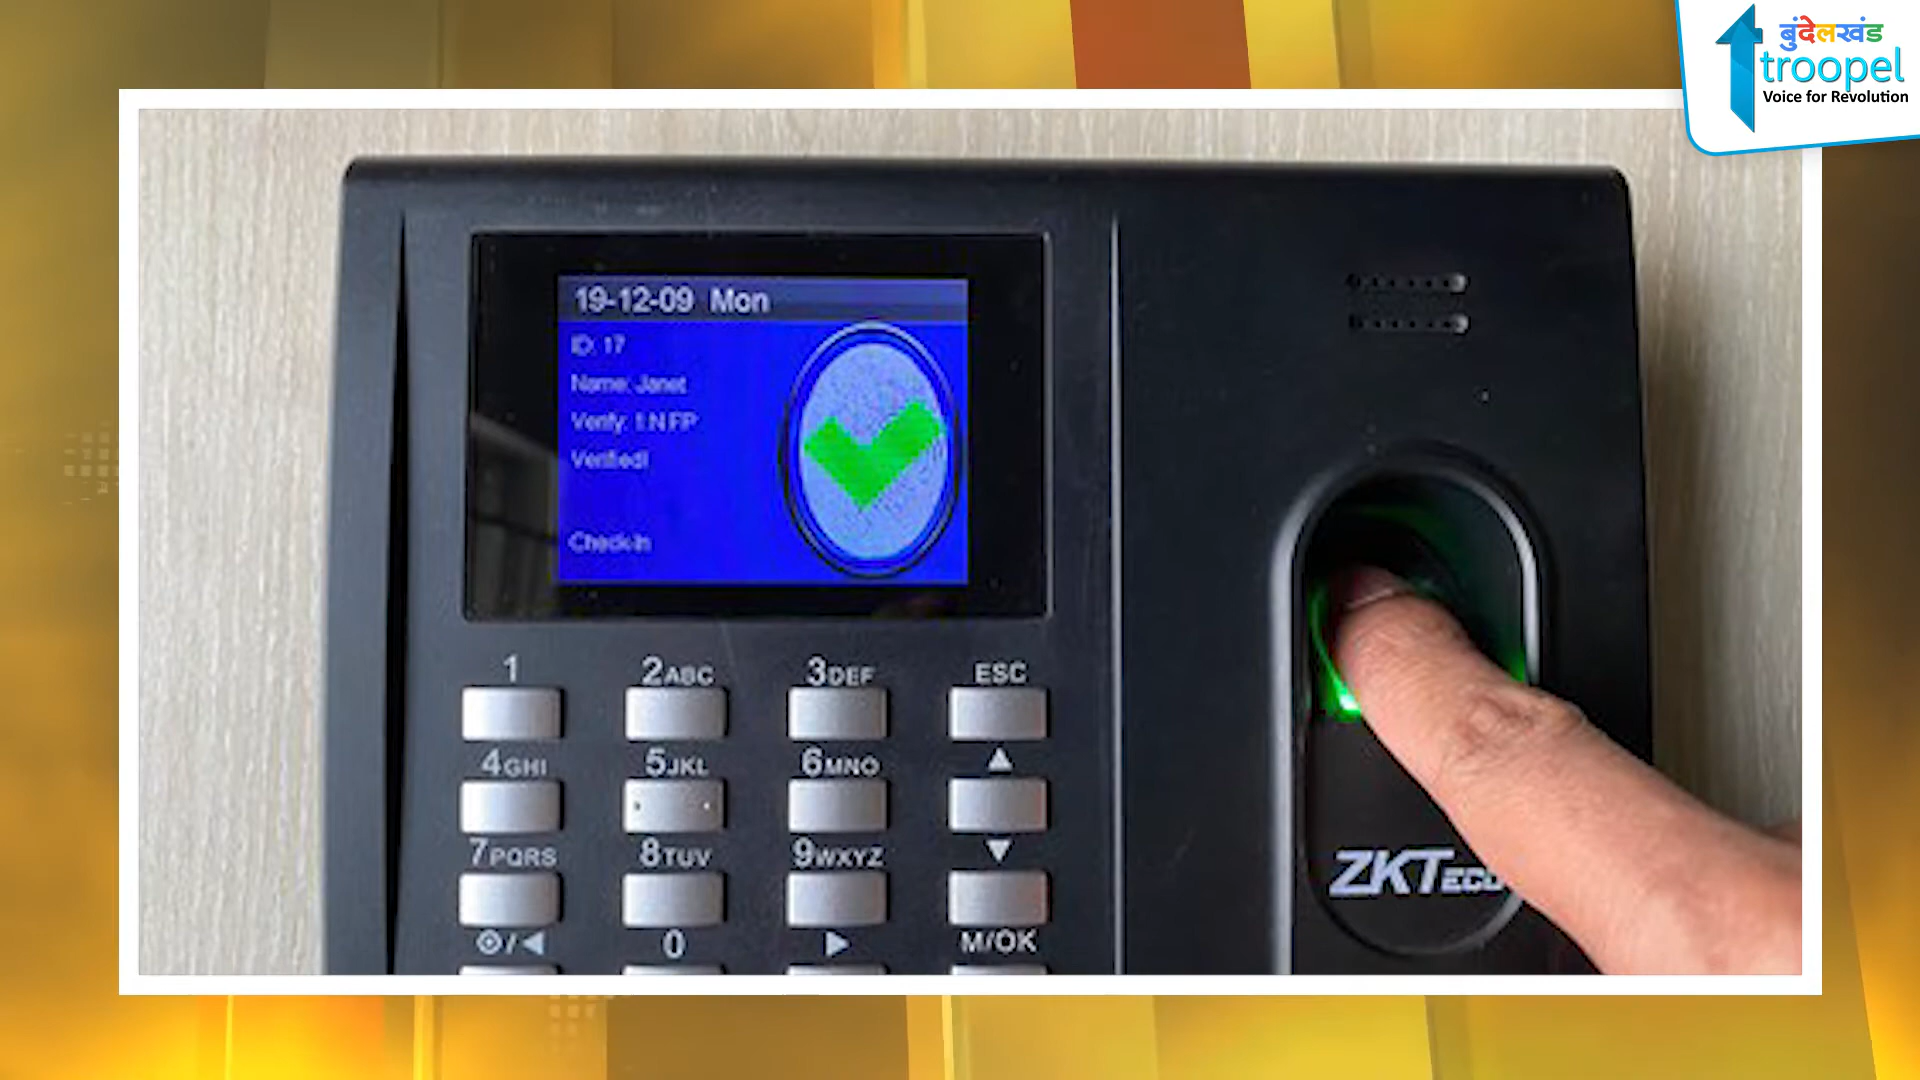 बुंदेलखंड
troopel
Voice for Revolution
19-12-09 Mon
ID: 17
Name: Janet
Verify: 1:N FP
Verified!
Check-In
1 2ABC 3DEF ESC
4GHI 5JKL 6MNO ▲
7PQRS 8TUV 9WXYZ ▼
◎/◀ 0 ▶ M/OK
ZKTeco